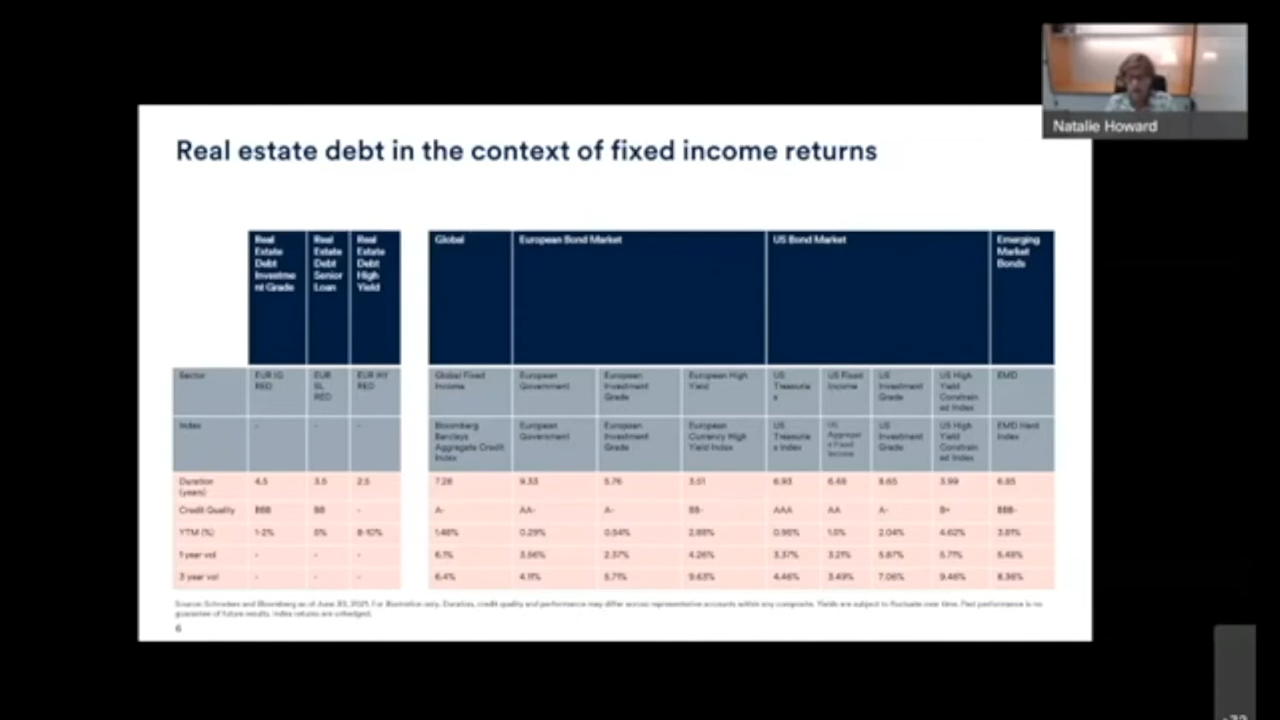 Natalie Howard
Real estate debt in the context of fixed income returns
Real Estate Debt Investment Grade
Real Estate Debt Senior Loan
Real Estate Debt High Yield
Global
European Bond Market
US Bond Market
Emerging Market Bonds
Sector EUR IG RED EUR SL RED EUR HY RED Global Fixed Income European Government European Investment Grade European High Yield US Treasuries US Fixed Income US Investment Grade US High Yield Constrained Index EMD
Index - - - Bloomberg Barclays Aggregate Credit Index European Government European Investment Grade European Currency High Yield Index US Treasuries Index US Aggregate Fixed Income US Investment Grade US High Yield Constrained Index EMD Hard Index
Duration (years) 4.5 3.5 2.5 7.28 9.33 5.76 3.51 6.93 6.48 8.65 3.99 6.85
Credit Quality BBB BB - A- AA- A- BB- AAA AA A- B+ BBB-
YTM (%) 1-2% 5% 8-10% 1.48% 0.29% 2.88% 0.96% 1.5% 2.04% 4.62% 3.81%
1 year vol - - - 6.1% 3.56% 2.37% 4.26% 3.37% 3.21% 5.87% 5.71% 5.48%
3 year vol - - - 6.4% 4.11% 5.71% 9.63% 4.46% 3.49% 7.06% 9.46% 8.36%
Source: Schroders and Bloomberg as of June 30, 2021. For illustration only. Duration, credit quality and performance may differ across representative accounts within any composite. Yields are subject to fluctuate over time. Past performance is no
guarantee of future results. Index returns are unhedged.
6